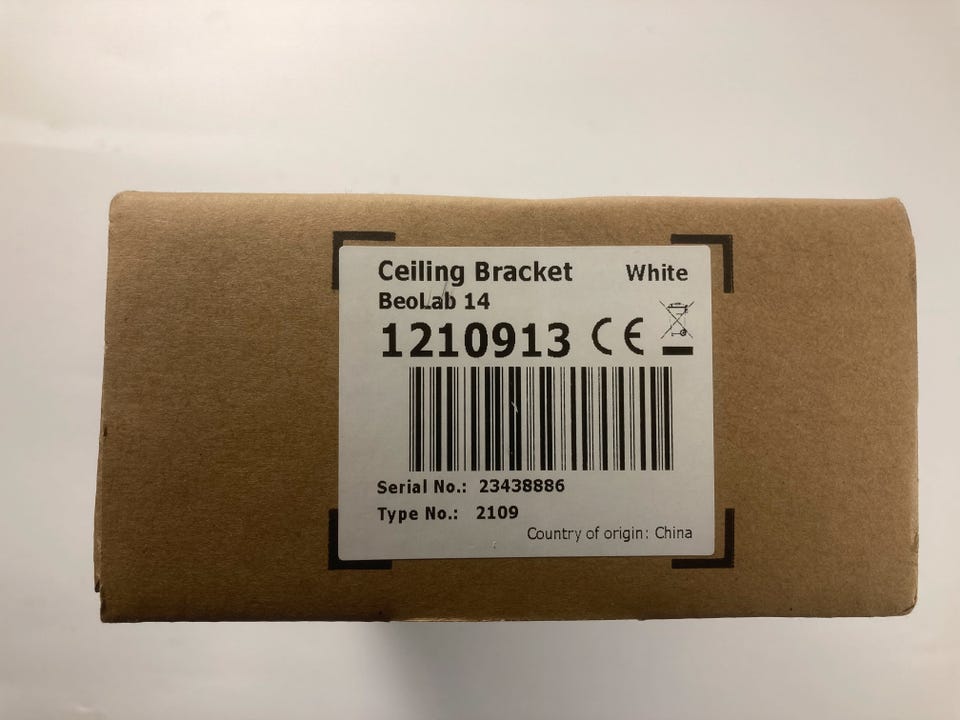 Ceiling Bracket White
BeoLab 14
1210913 CE
Serial No.: 23438886
Type No.: 2109
Country of origin: China